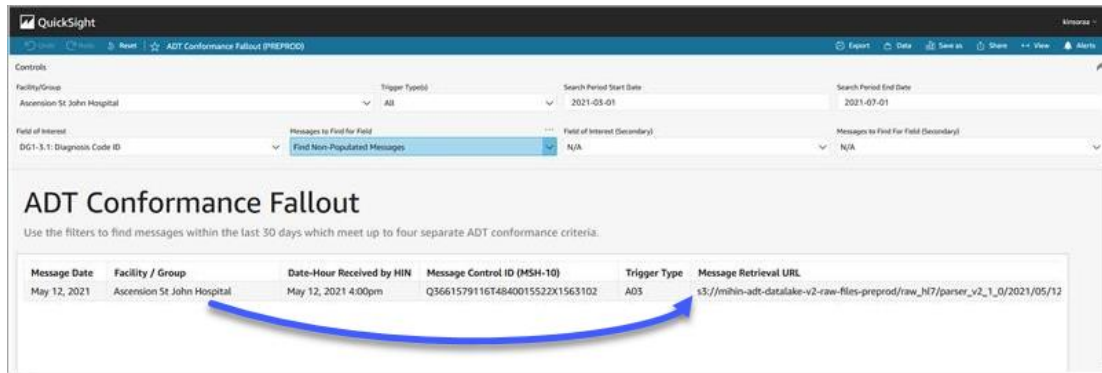 QuickSight
kinsoraa
Undo Redo Reset ADT Conformance Fallout (PREPROD) Export Data Save as Share View Alerts
Controls
Facility/Group Trigger Type(s) Search Period Start Date Search Period End Date
Ascension St John Hospital All 2021-03-01 2021-07-01
Field of Interest Messages to Find for Field Field of Interest (Secondary) Messages to Find For Field (Secondary)
DG1-3.1: Diagnosis Code ID Find Non-Populated Messages N/A N/A
ADT Conformance Fallout
Use the filters to find messages within the last 30 days which meet up to four separate ADT conformance criteria.
Message Date Facility / Group Date-Hour Received by HIN Message Control ID (MSH-10) Trigger Type Message Retrieval URL
May 12, 2021 Ascension St John Hospital May 12, 2021 4:00pm Q3661579116T4840015522X1563102 A03 s3://mihin-adt-datalake-v2-raw-files-preprod/raw_hl7/parser_v2_1_0/2021/05/12